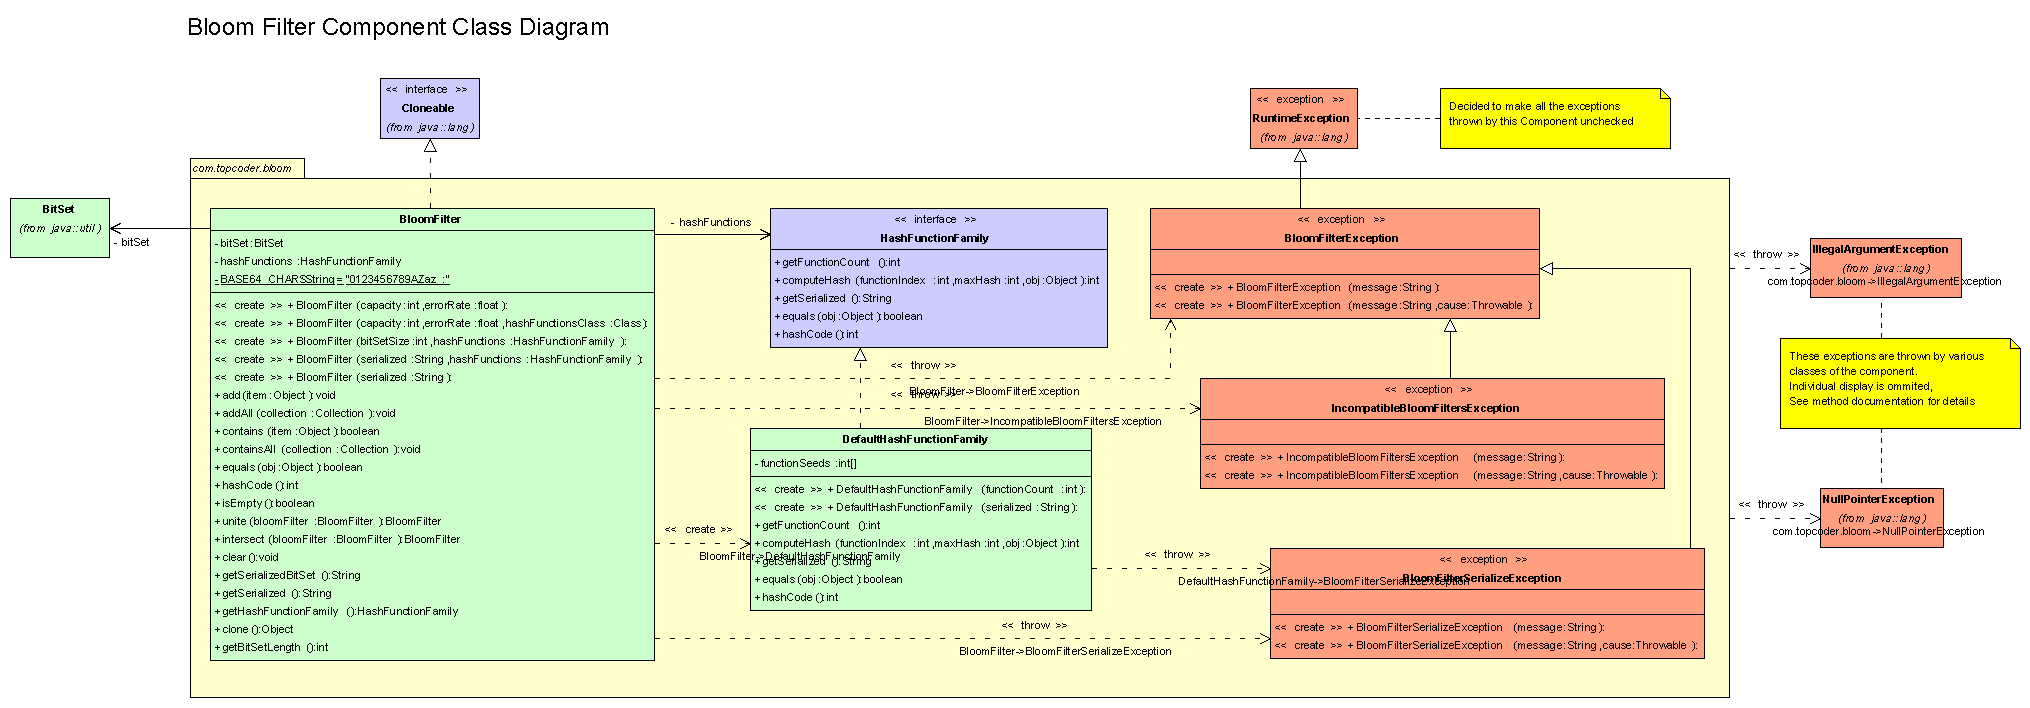 Bloom Filter Component Class Diagram
<< interface >>
Cloneable
(from java::lang)
<< exception >>
RuntimeException
(from java::lang)
Decided to make all the exceptions
thrown by this Component unchecked
com.topcoder.bloom
BitSet
(from java::util)
- bitSet
BloomFilter
- bitSet : BitSet
- hashFunctions : HashFunctionFamily
- BASE64_CHARSString = "0123456789AZaz :"
<< create >> + BloomFilter (capacity : int ,errorRate : float ):
<< create >> + BloomFilter (capacity : int ,errorRate : float ,hashFunctionsClass : Class ):
<< create >> + BloomFilter (bitSetSize : int ,hashFunctions : HashFunctionFamily ):
<< create >> + BloomFilter (serialized : String ,hashFunctions : HashFunctionFamily ):
<< create >> + BloomFilter (serialized : String ):
+ add (item : Object ): void
+ addAll (collection : Collection ): void
+ contains (item : Object ): boolean
+ containsAll (collection : Collection ): void
+ equals (obj : Object ): boolean
+ hashCode (): int
+ isEmpty (): boolean
+ unite (bloomFilter : BloomFilter ): BloomFilter
+ intersect (bloomFilter : BloomFilter ): BloomFilter
+ clear (): void
+ getSerializedBitSet (): String
+ getSerialized (): String
+ getHashFunctionFamily (): HashFunctionFamily
+ clone (): Object
+ getBitSetLength (): int
- hashFunctions
<< interface >>
HashFunctionFamily
+ getFunctionCount (): int
+ computeHash (functionIndex : int ,maxHash : int ,obj : Object ): int
+ getSerialized (): String
+ equals (obj : Object ): boolean
+ hashCode (): int
<< exception >>
BloomFilterException
<< create >> + BloomFilterException (message : String ):
<< create >> + BloomFilterException (message : String ,cause : Throwable ):
<< throw >>
BloomFilter->BloomFilterException
<< throw >>
BloomFilter->IncompatibleBloomFiltersException
<< exception >>
IncompatibleBloomFiltersException
<< create >> + IncompatibleBloomFiltersException (message : String ):
<< create >> + IncompatibleBloomFiltersException (message : String ,cause : Throwable ):
DefaultHashFunctionFamily
- functionSeeds : int[]
<< create >> + DefaultHashFunctionFamily (functionCount : int ):
<< create >> + DefaultHashFunctionFamily (serialized : String ):
+ getFunctionCount (): int
+ computeHash (functionIndex : int ,maxHash : int ,obj : Object ): int
+ getSerialized (): String
+ equals (obj : Object ): boolean
+ hashCode (): int
<< create >>
BloomFilter->DefaultHashFunctionFamily
<< throw >>
DefaultHashFunctionFamily->BloomFilterSerializeException
<< throw >>
BloomFilter->BloomFilterSerializeException
<< exception >>
BloomFilterSerializeException
<< create >> + BloomFilterSerializeException (message : String ):
<< create >> + BloomFilterSerializeException (message : String ,cause : Throwable ):
<< throw >>
IllegalArgumentException
(from java::lang)
com.topcoder.bloom->IllegalArgumentException
These exceptions are thrown by various
classes of the component.
Individual display is ommited,
See method documentation for details
<< throw >>
NullPointerException
(from java::lang)
com.topcoder.bloom->NullPointerException